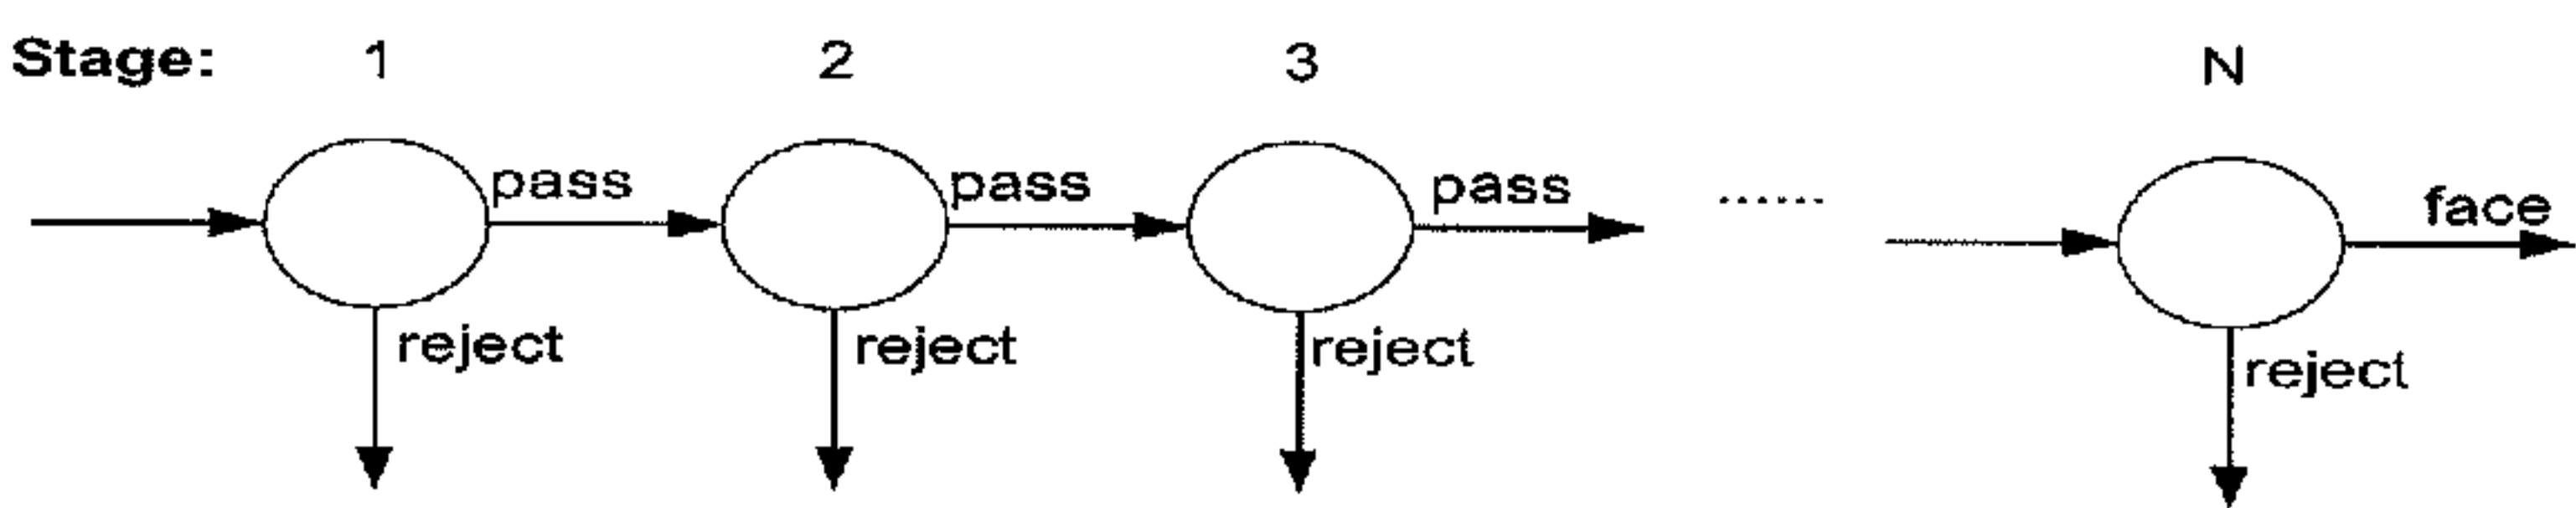 Stage: 1 2 3 N
pass pass pass ...... face
reject reject reject reject